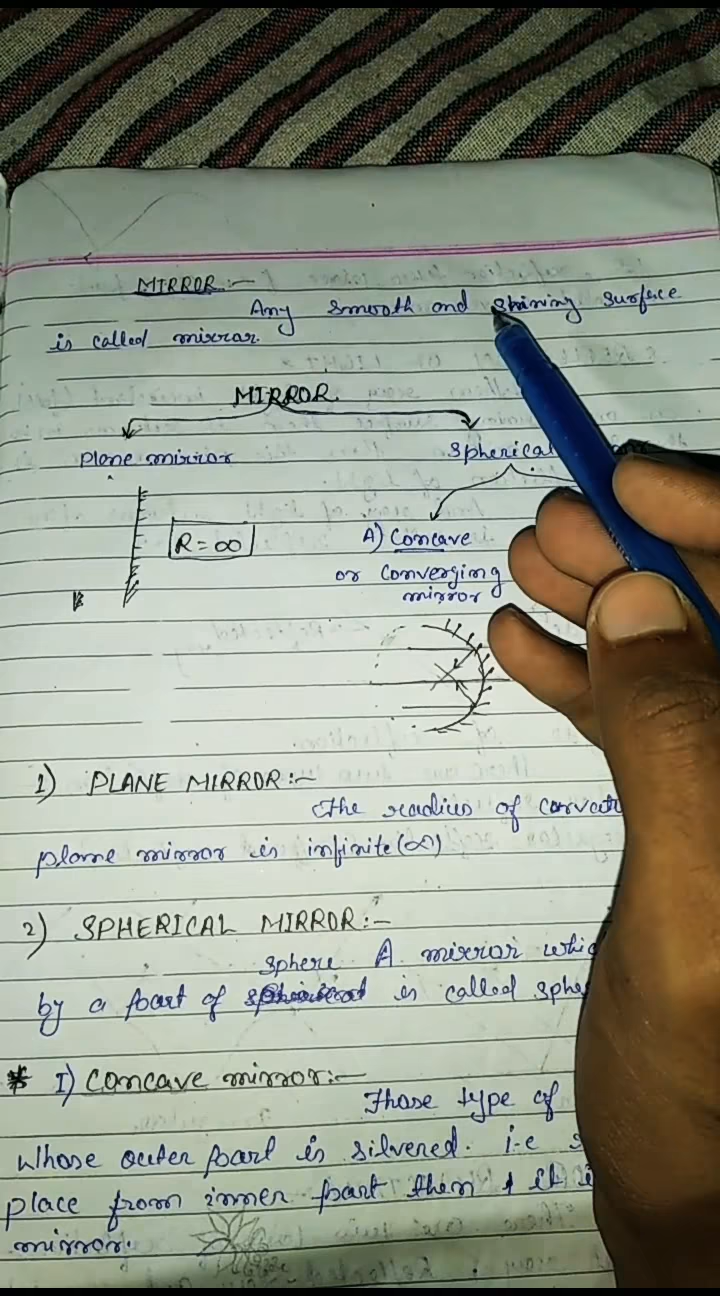 MIRROR:-
Any smooth and shining surface
is called mirror.
MIRROR.
Plane mirror
Spherical
R = ∞
A) Concave
or converging
mirror
1) PLANE MIRROR:-
The radius of
plane mirror is infinite (∞)
2) SPHERICAL MIRROR:-
sphere A mirror
by a part of is called
* I) Concave mirror:-
Those type of
whose outer part is silvered. i.e
place from inner part then it
mirror.